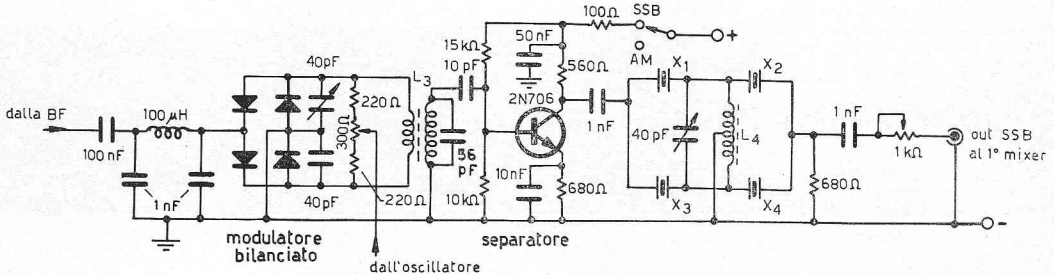 dalla BF
100nF
100µH
1nF
40pF
220Ω
300Ω
220Ω
40pF
modulatore
bilanciato
dall'oscillatore
L3
56
pF
10pF
15kΩ
10kΩ
50nF
560Ω
2N706
10nF
680Ω
separatore
100Ω
SSB
AM
+
1nF
X1
X2
40pF
L4
X3
X4
680Ω
1nF
1kΩ
out SSB
al 1° mixer
-